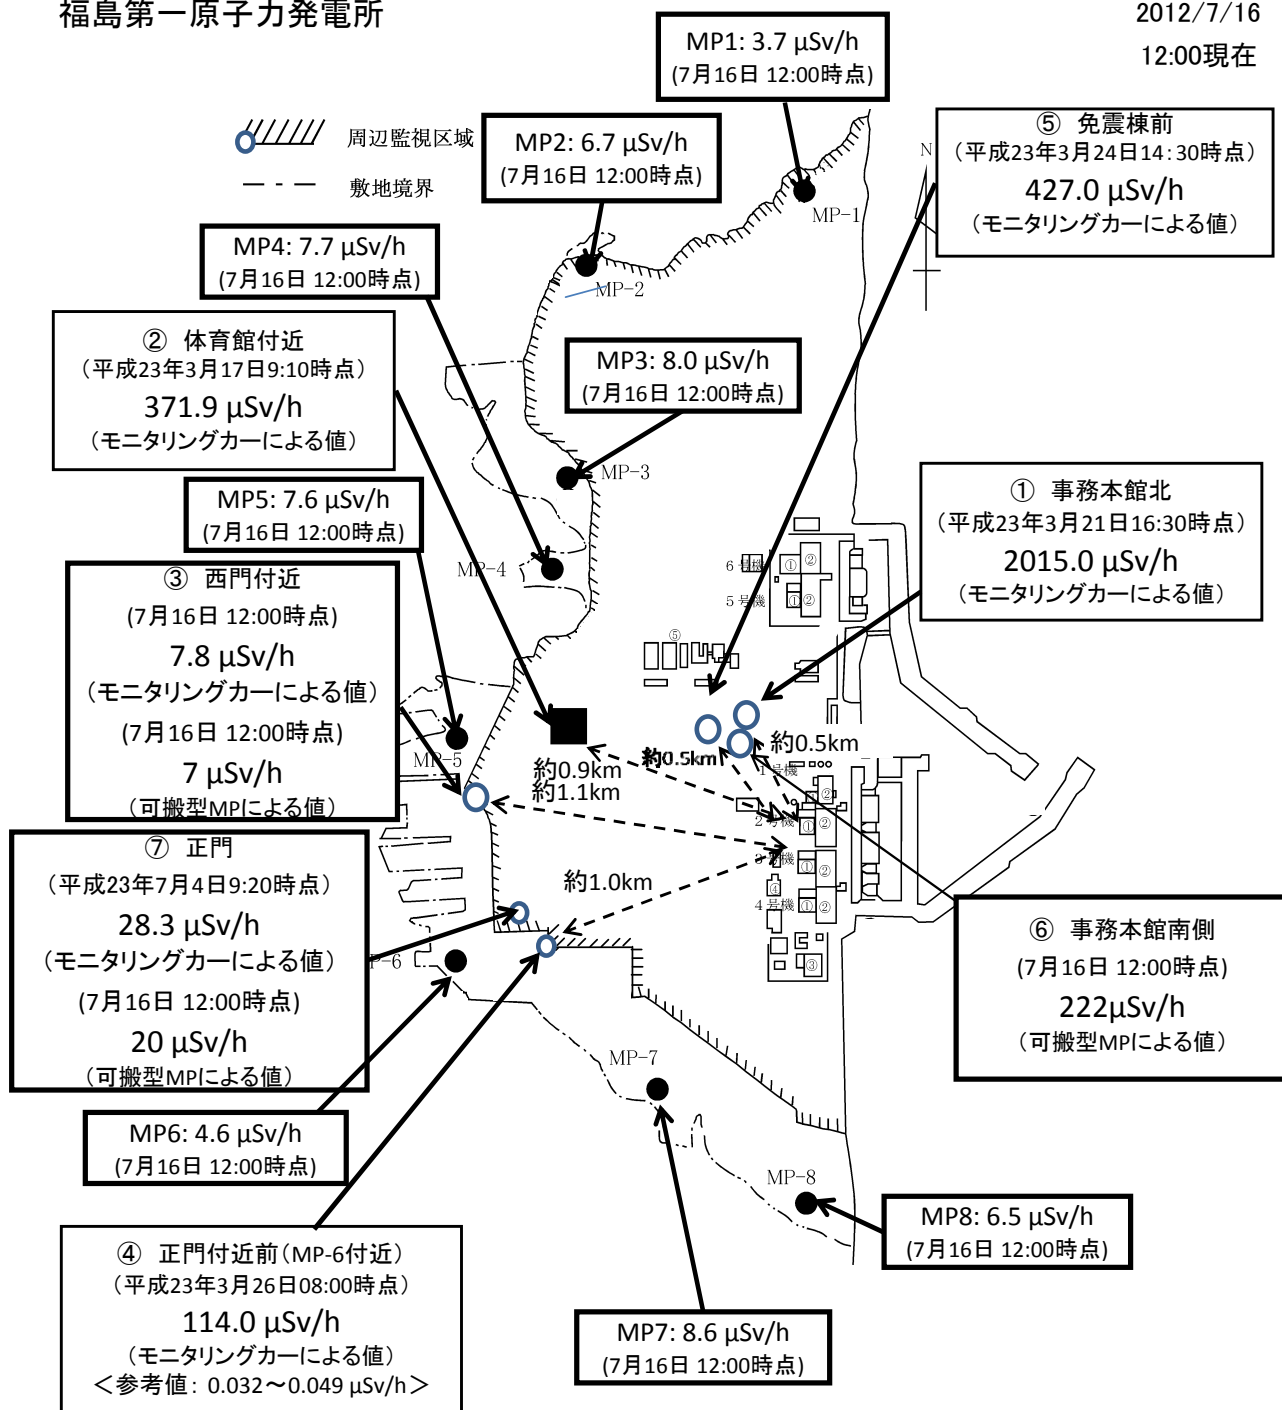 福島第一原子力発電所
2012/7/16
12:00現在
MP1: 3.7 μSv/h
(7月16日 12:00時点)
周辺監視区域
敷地境界
MP2: 6.7 μSv/h
(7月16日 12:00時点)
⑤ 免震棟前
(平成23年3月24日14:30時点)
427.0 μSv/h
(モニタリングカーによる値)
N
MP-1
MP4: 7.7 μSv/h
(7月16日 12:00時点)
MP-2
② 体育館付近
(平成23年3月17日9:10時点)
371.9 μSv/h
(モニタリングカーによる値)
MP3: 8.0 μSv/h
(7月16日 12:00時点)
MP-3
MP5: 7.6 μSv/h
(7月16日 12:00時点)
① 事務本館北
(平成23年3月21日16:30時点)
2015.0 μSv/h
(モニタリングカーによる値)
MP-4
6号機
① ②
5号機
① ②
③ 西門付近
(7月16日 12:00時点)
7.8 μSv/h
(モニタリングカーによる値)
(7月16日 12:00時点)
7 μSv/h
(可搬型MPによる値)
⑤
MP-5
約0.9km
約1.1km
約0.5km
約0.5km
1号機
②
2号機
① ②
3号機
① ②
④
4号機
① ②
③
⑦ 正門
(平成23年7月4日9:20時点)
28.3 μSv/h
(モニタリングカーによる値)
(7月16日 12:00時点)
20 μSv/h
(可搬型MPによる値)
約1.0km
P-6
⑥ 事務本館南側
(7月16日 12:00時点)
222μSv/h
(可搬型MPによる値)
MP-7
MP6: 4.6 μSv/h
(7月16日 12:00時点)
MP-8
MP8: 6.5 μSv/h
(7月16日 12:00時点)
④ 正門付近前(MP-6付近)
(平成23年3月26日08:00時点)
114.0 μSv/h
(モニタリングカーによる値)
<参考値: 0.032~0.049 μSv/h>
MP7: 8.6 μSv/h
(7月16日 12:00時点)